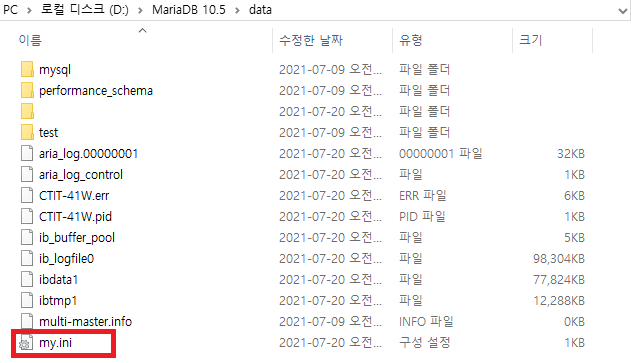 PC > 로컬 디스크 (D:) > MariaDB 10.5 > data
이름 수정한 날짜 유형 크기
mysql 2021-07-09 오전... 파일 폴더
performance_schema 2021-07-09 오전... 파일 폴더
2021-07-20 오전... 파일 폴더
test 2021-07-09 오전... 파일 폴더
aria_log.00000001 2021-07-20 오전... 00000001 파일 32KB
aria_log_control 2021-07-20 오전... 파일 1KB
CTIT-41W.err 2021-07-20 오전... ERR 파일 6KB
CTIT-41W.pid 2021-07-20 오전... PID 파일 1KB
ib_buffer_pool 2021-07-20 오전... 파일 5KB
ib_logfile0 2021-07-20 오전... 파일 98,304KB
ibdata1 2021-07-20 오전... 파일 77,824KB
ibtmp1 2021-07-20 오전... 파일 12,288KB
multi-master.info 2021-07-09 오전... INFO 파일 0KB
my.ini 2021-07-20 오전... 구성 설정 1KB